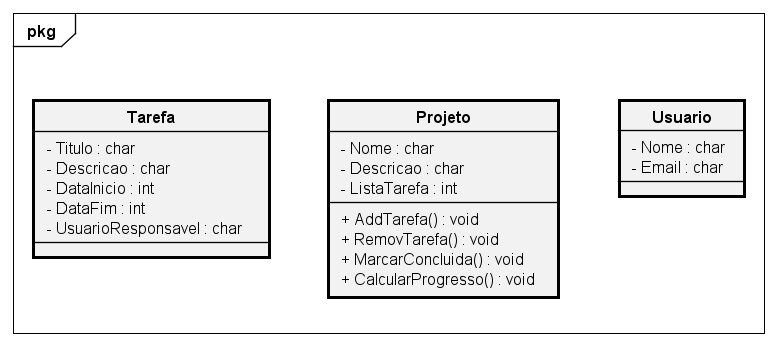 pkg
Tarefa
- Titulo : char
- Descricao : char
- DataInicio : int
- DataFim : int
- UsuarioResponsavel : char
Projeto
- Nome : char
- Descricao : char
- ListaTarefa : int
+ AddTarefa() : void
+ RemovTarefa() : void
+ MarcarConcluida() : void
+ CalcularProgresso() : void
Usuario
- Nome : char
- Email : char